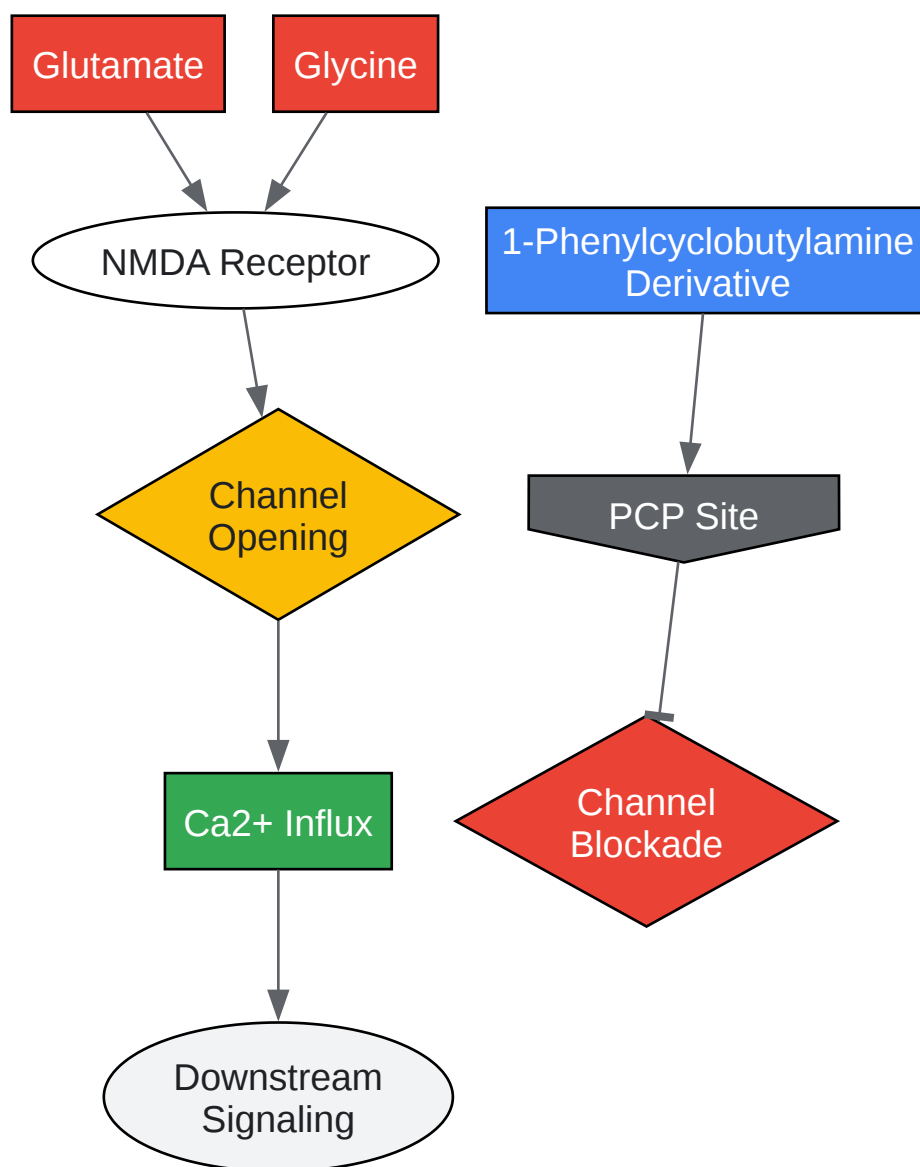 Glutamate
Glycine
NMDA Receptor
1-Phenylcyclobutylamine
Derivative
Channel
Opening
PCP Site
Ca2+ Influx
Channel
Blockade
Downstream
Signaling